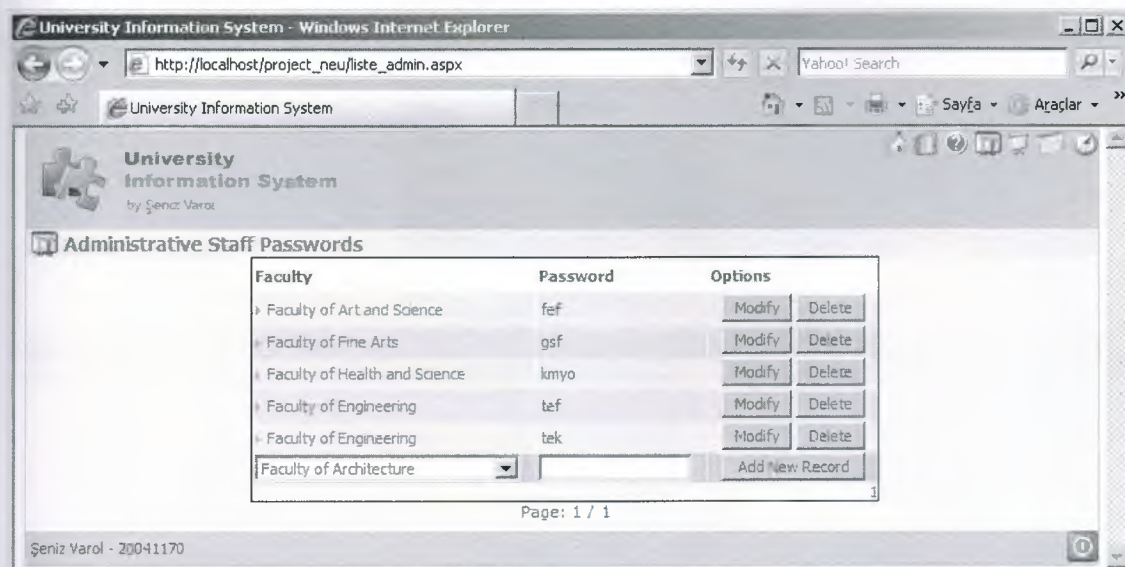 University Information System - Windows Internet Explorer
http://localhost/project_neu/liste_admin.aspx
Yahoo! Search
University Information System
Sayfa
Araçlar
University
Information System
by Şeniz Varol
Administrative Staff Passwords
Faculty Password Options
Faculty of Art and Science fef Modify Delete
Faculty of Fine Arts gsf Modify Delete
Faculty of Health and Science kmyo Modify Delete
Faculty of Engineering tef Modify Delete
Faculty of Engineering tek Modify Delete
Faculty of Architecture Add New Record
1
Page: 1 / 1
Şeniz Varol - 20041170